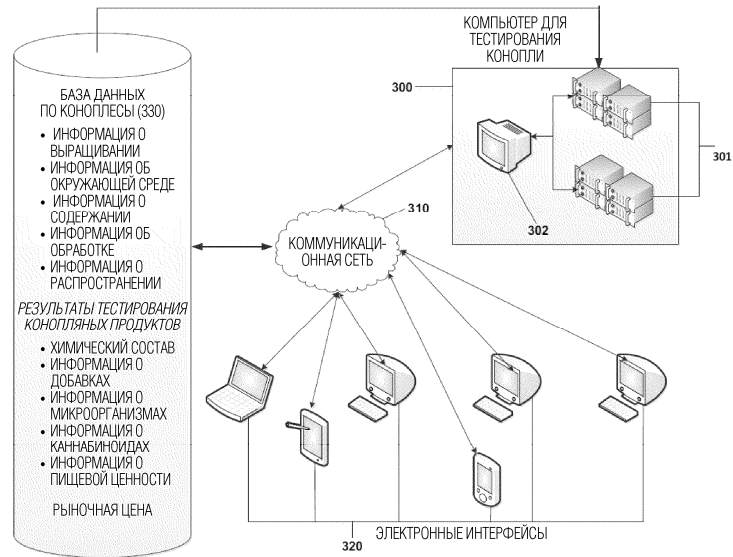 КОМПЬЮТЕР ДЛЯ
ТЕСТИРОВАНИЯ
КОНОПЛИ
300
301
302
БАЗА ДАННЫХ
ПО КОНОПЛЕСЫ (330)
• ИНФОРМАЦИЯ О
ВЫРАЩИВАНИИ
• ИНФОРМАЦИЯ ОБ
ОКРУЖАЮЩЕЙ СРЕДЕ
• ИНФОРМАЦИЯ О
СОДЕРЖАНИИ
• ИНФОРМАЦИЯ ОБ
ОБРАБОТКЕ
• ИНФОРМАЦИЯ О
РАСПРОСТРАНЕНИИ
РЕЗУЛЬТАТЫ ТЕСТИРОВАНИЯ
КОНОПЛЯНЫХ ПРОДУКТОВ
• ХИМИЧЕСКИЙ СОСТАВ
• ИНФОРМАЦИЯ О
ДОБАВКАХ
• ИНФОРМАЦИЯ О
МИКРООРГАНИЗМАХ
• ИНФОРМАЦИЯ О
КАННАБИНОИДАХ
• ИНФОРМАЦИЯ О
ПИЩЕВОЙ ЦЕННОСТИ
РЫНОЧНАЯ ЦЕНА
310
КОММУНИКАЦИ-
ОННАЯ СЕТЬ
320
ЭЛЕКТРОННЫЕ ИНТЕРФЕЙСЫ